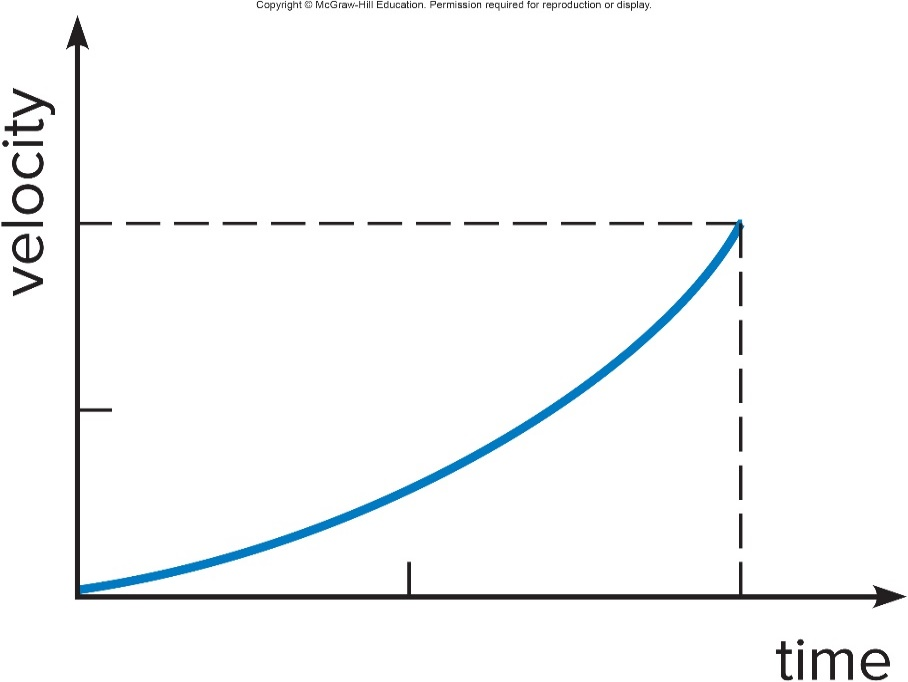 Copyright © McGraw-Hill Education. Permission required for reproduction or display.
velocity
time